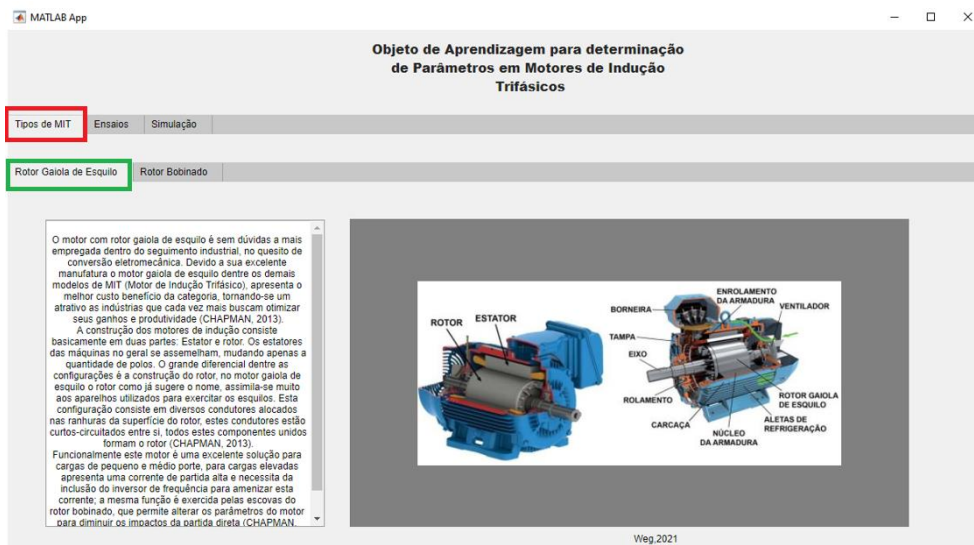 MATLAB App
Objeto de Aprendizagem para determinação
de Parâmetros em Motores de Indução
Trifásicos
Tipos de MIT Ensaios Simulação
Rotor Gaiola de Esquilo Rotor Bobinado
O motor com rotor gaiola de esquilo é sem dúvidas a mais
empregada dentro do seguimento industrial, no quesito de
conversão eletromecânica. Devido a sua excelente
manufatura o motor gaiola de esquilo dentre os demais
modelos de MIT (Motor de Indução Trifásico), apresenta o
melhor custo benefício da categoria, tornando-se um
atrativo as indústrias que cada vez mais buscam otimizar
seus ganhos e produtividade (CHAPMAN, 2013).
A construção dos motores de indução consiste
basicamente em duas partes: Estator e rotor. Os estatores
das máquinas no geral se assemelham, mudando apenas a
quantidade de polos. O grande diferencial dentre as
configurações é a construção do rotor, no motor gaiola de
esquilo o rotor como já sugere o nome, assimila-se muito
aos aparelhos utilizados para exercitar os esquilos. Esta
configuração consiste em diversos condutores alocados
nas ranhuras da superfície do rotor, estes condutores estão
curtos-circuitados entre si, todos estes componentes unidos
formam o rotor (CHAPMAN, 2013).
Funcionalmente este motor é uma excelente solução para
cargas de pequeno e médio porte, para cargas elevadas
apresenta uma corrente de partida alta e necessita da
inclusão do inversor de frequência para amenizar esta
corrente; a mesma função é exercida pelas escovas do
rotor bobinado, que permite alterar os parâmetros do motor
para diminuir os impactos da partida direta (CHAPMAN,
ROTOR
ESTATOR
BORNEIRA
ENROLAMENTO
DA ARMADURA
VENTILADOR
TAMPA
EIXO
ROLAMENTO
CARCAÇA
NÚCLEO
DA ARMADURA
ROTOR GAIOLA
DE ESQUILO
ALETAS DE
REFRIGERAÇÃO
Weg,2021